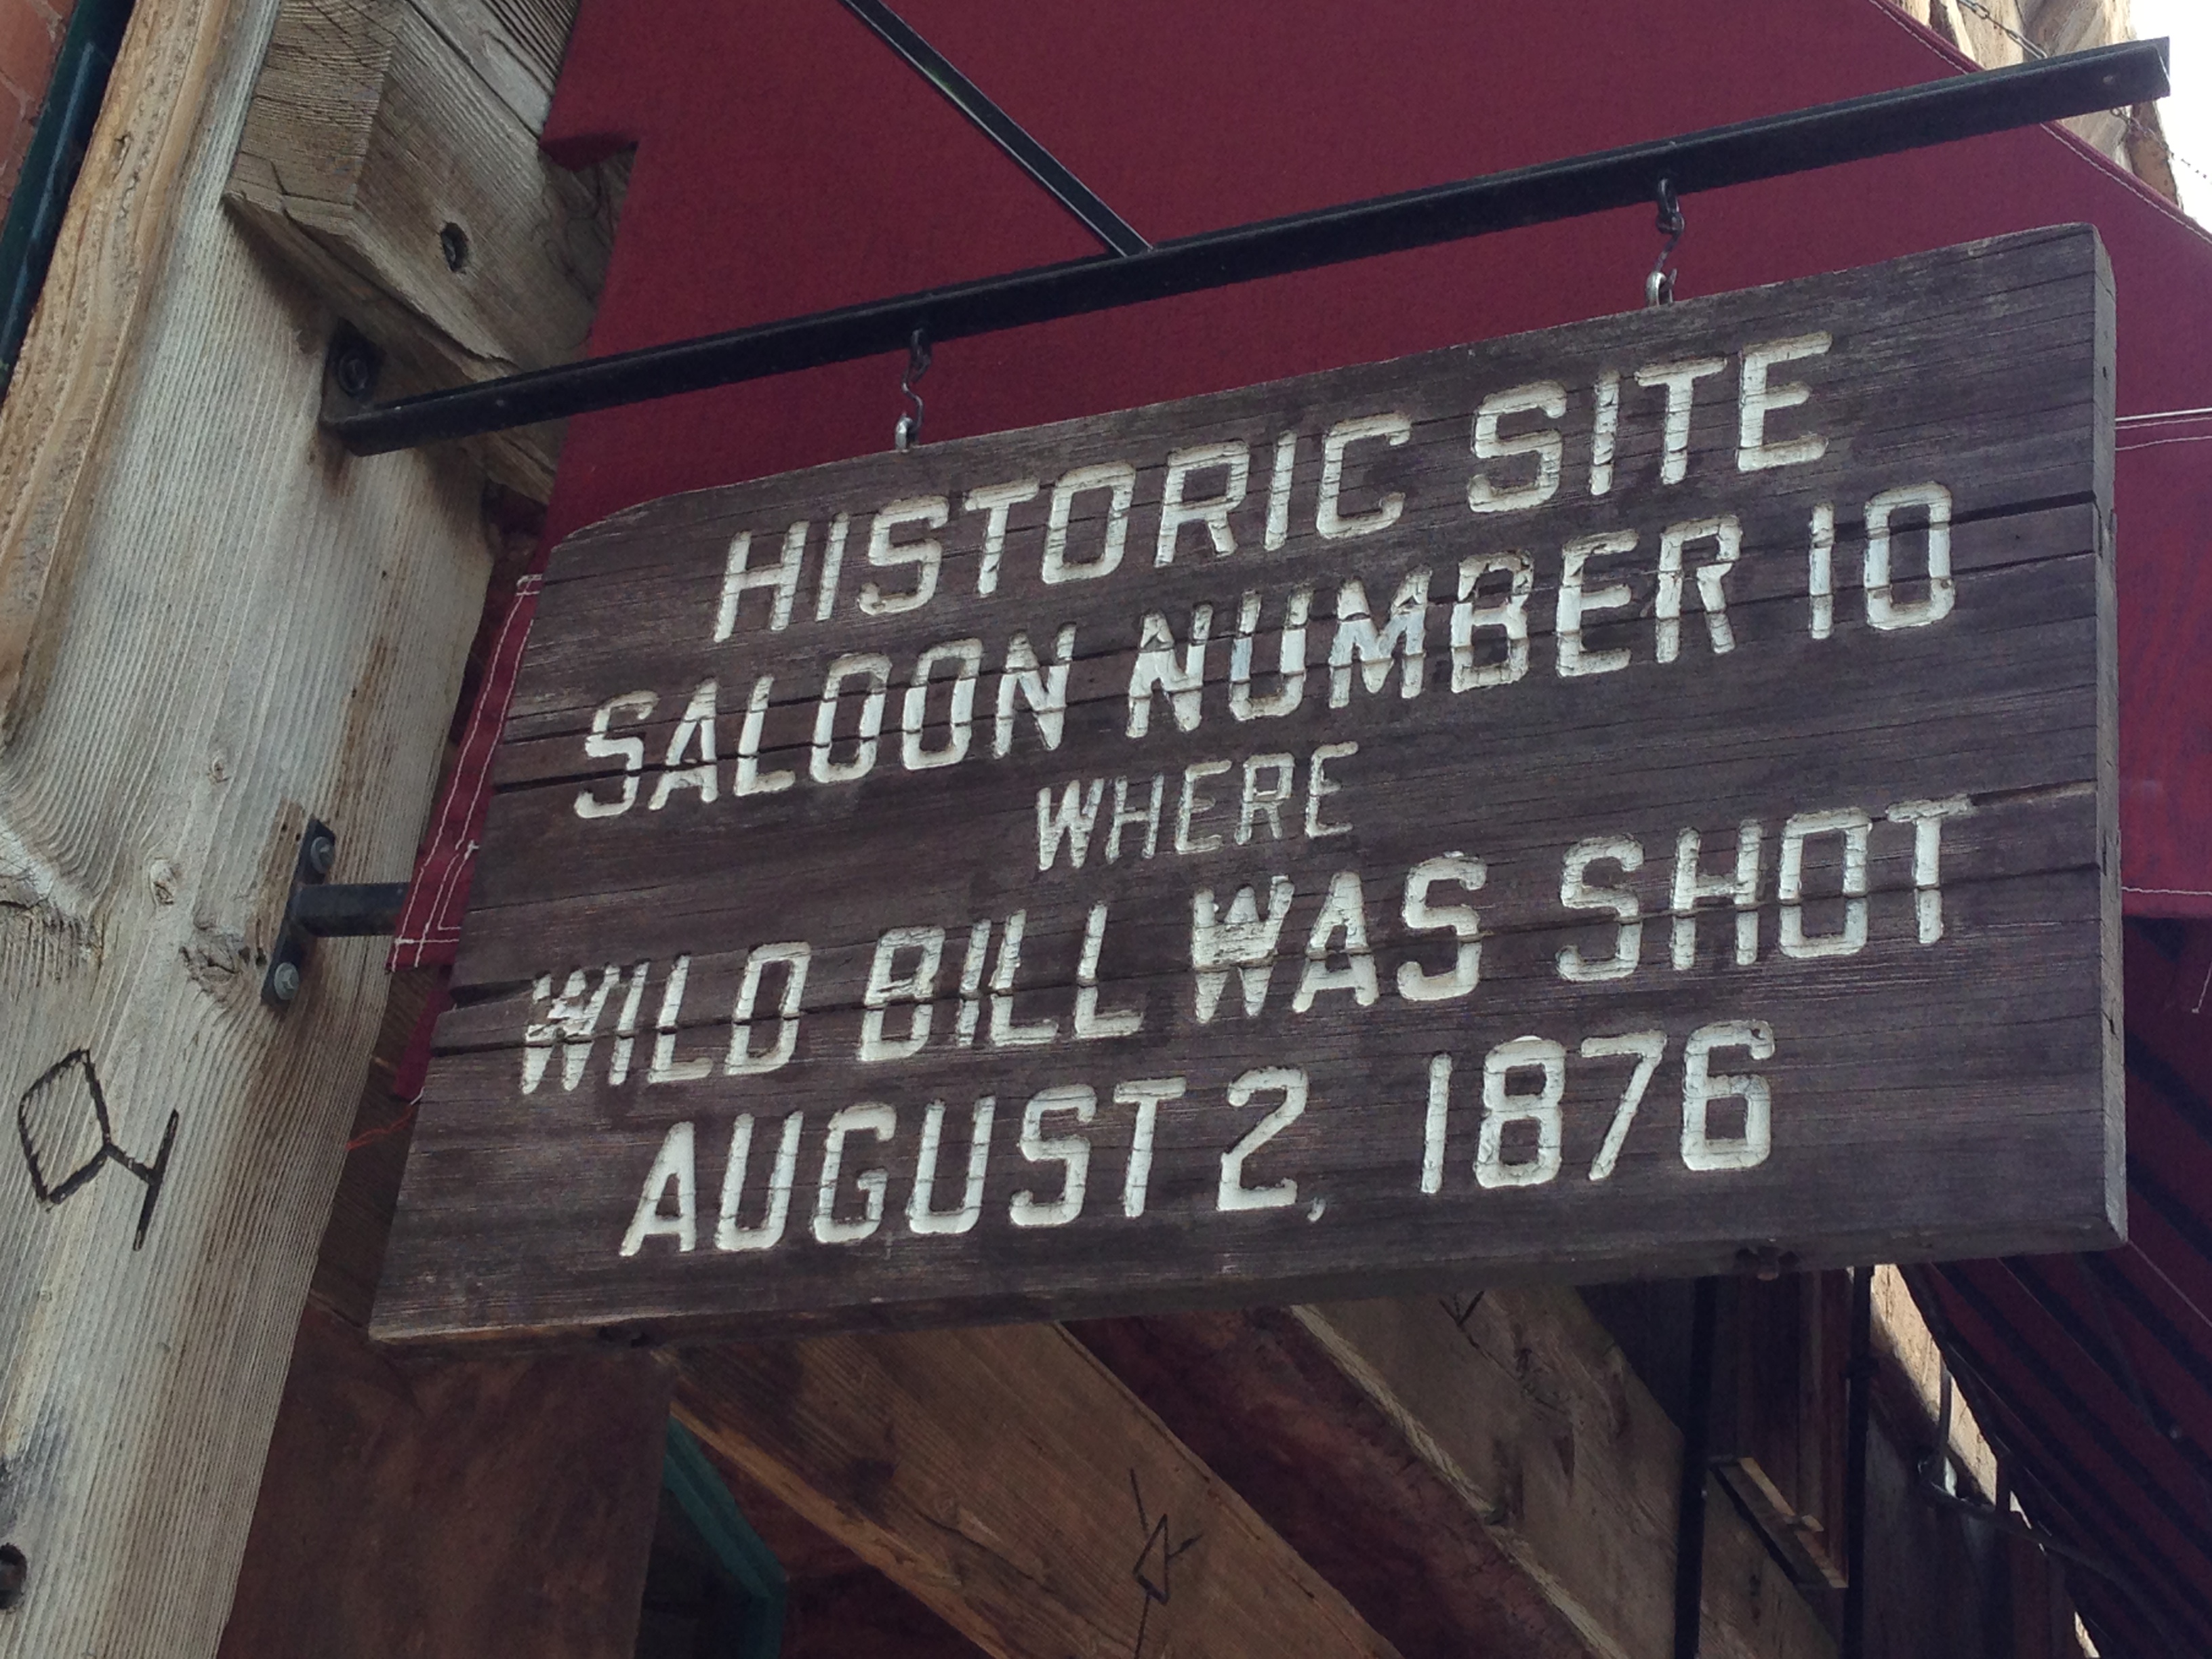 HISTORIC SITE
SALOON NUMBER 10
WHERE
WILD BILL WAS SHOT
AUGUST 2, 1876